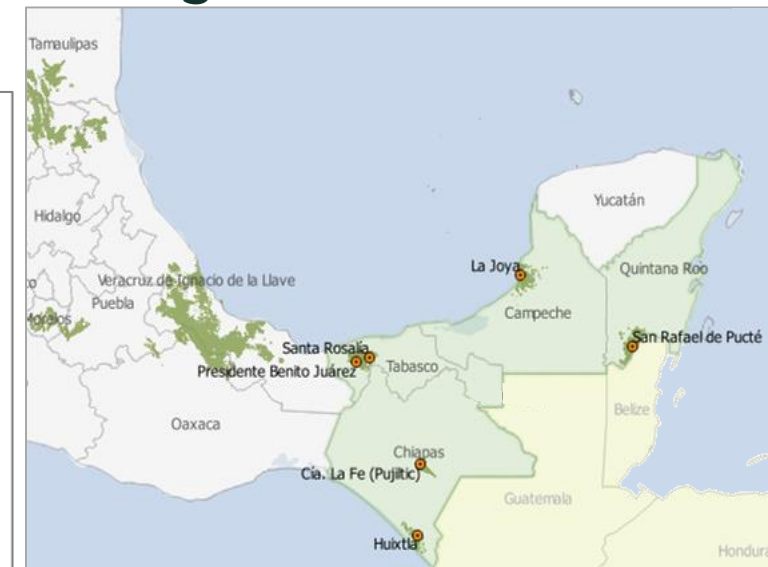 Tamaulipas
Hidalgo
Yucatán
La Joya
Quintana Roo
Veracruz de Ignacio de la Llave
Puebla
Campeche
Morelos
San Rafael de Pucté
Santa Rosalía
Tabasco
Presidente Benito Juárez
Belize
Oaxaca
Chiapas
Cía. La Fe (Pujiltic)
Guatemala
Huixtla
Hondura